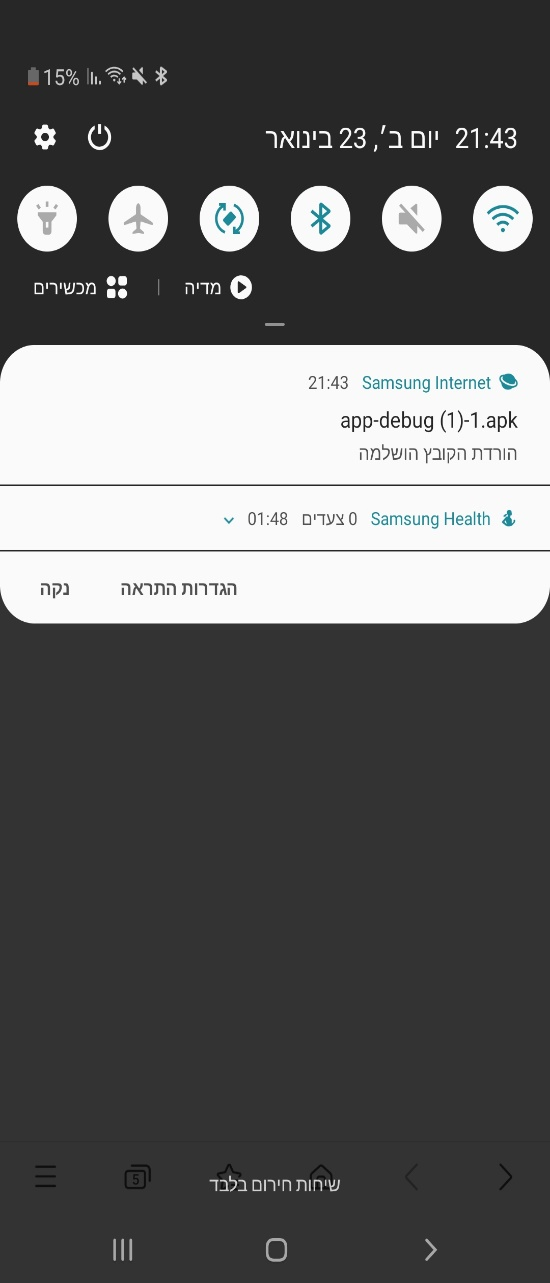 15%
21:43 יום ב׳, 23 בינואר
מדיה | מכשירים
Samsung Internet 21:43
app-debug (1)-1.apk
הורדת הקובץ הושלמה
Samsung Health 0 צעדים 01:48
הגדרות התראה נקה
5
שיחות חירום בלבד